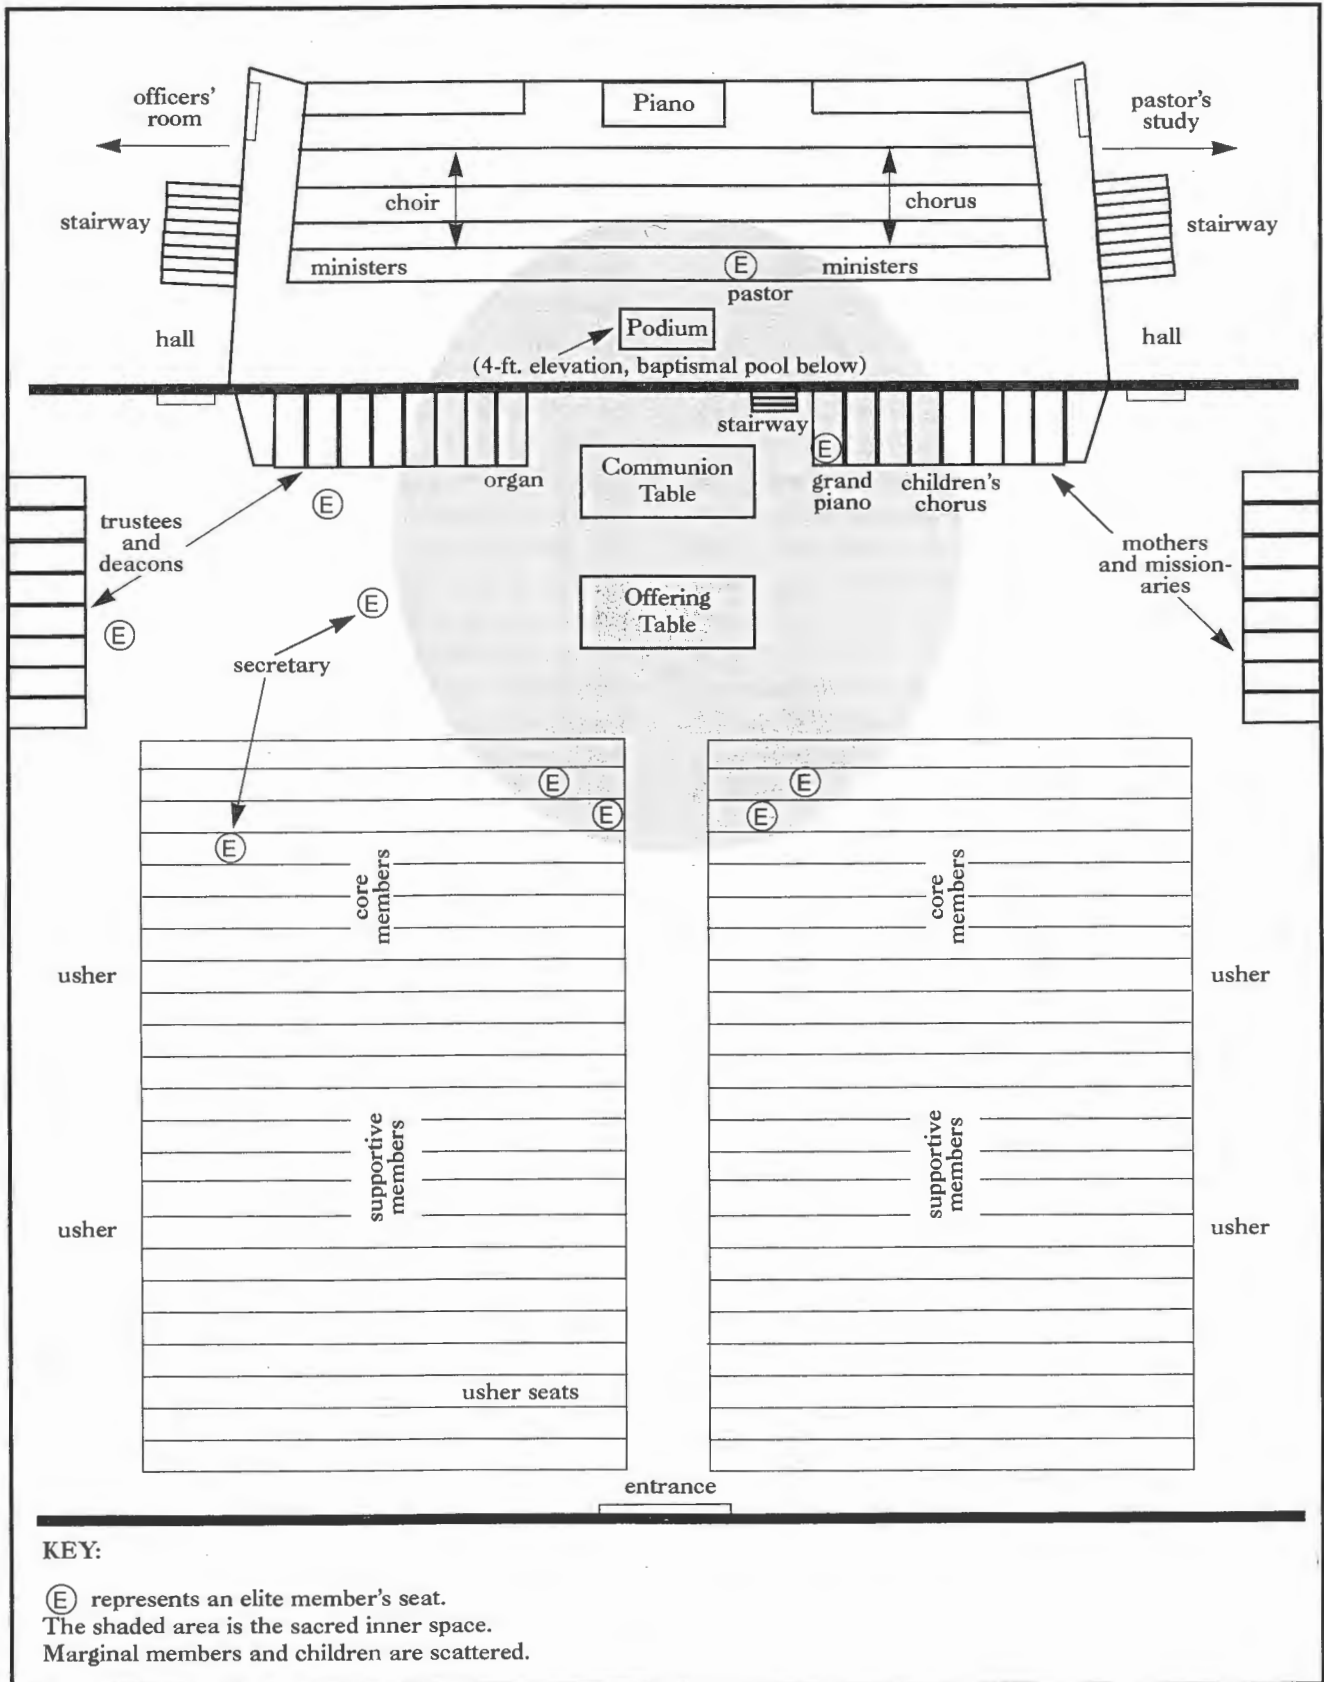 officers'
room
Piano
pastor's
study
stairway
choir
chorus
stairway
ministers
E
ministers
pastor
hall
Podium
hall
(4-ft. elevation, baptismal pool below)
stairway
E
Communion
Table
organ
grand
piano
children's
chorus
E
trustees
and
deacons
mothers
and mission-
aries
E
Offering
Table
E
secretary
E
E
E
E
E
core
members
core
members
usher
usher
supportive
members
supportive
members
usher
usher
usher seats
entrance
KEY:
E represents an elite member's seat.
The shaded area is the sacred inner space.
Marginal members and children are scattered.